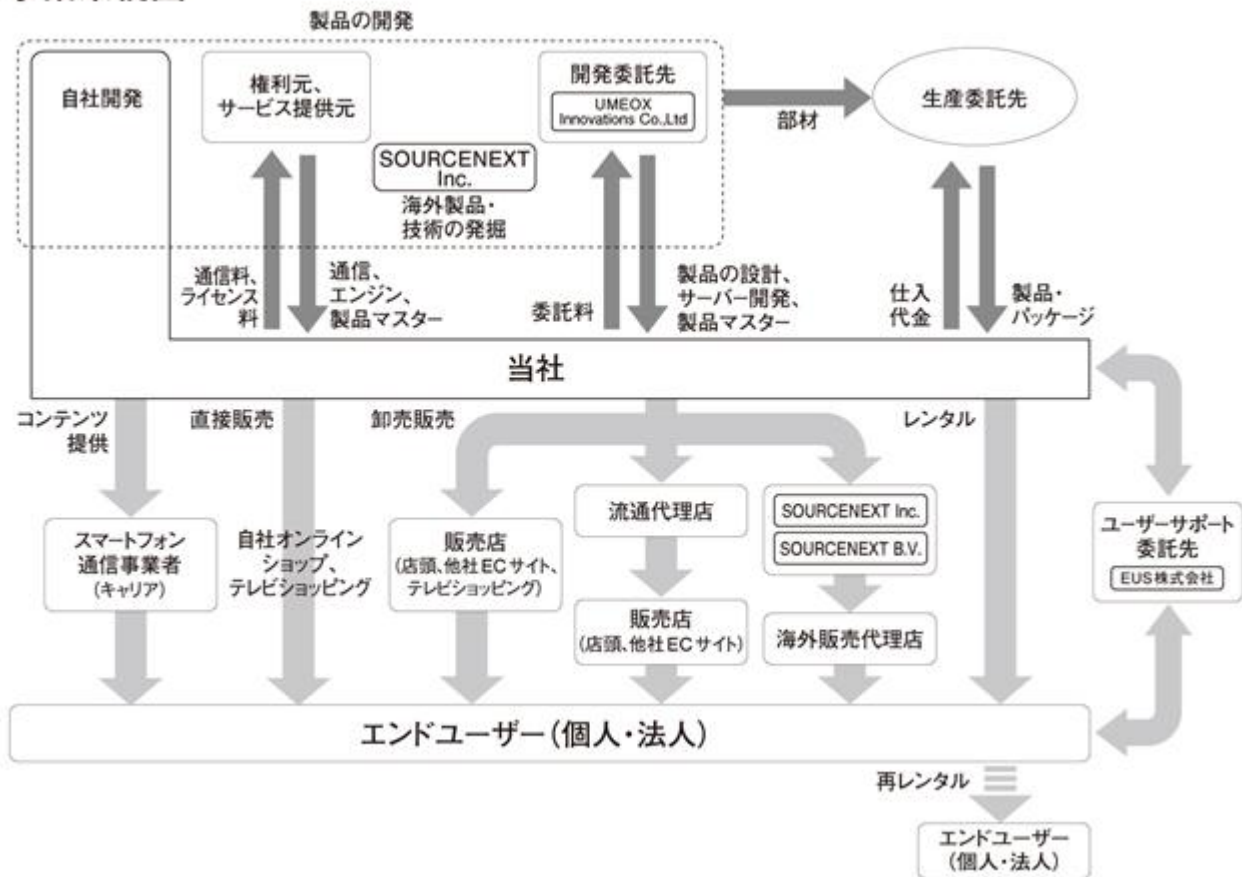 製品の開発
自社開発
権利元、
サービス提供元
SOURCENEXT
Inc.
海外製品・
技術の発掘
開発委託先
UMEOX
Innovations Co.,Ltd
部材
生産委託先
通信料、
ライセンス
料
通信、
エンジン、
製品マスター
委託料
製品の設計、
サーバー開発、
製品マスター
仕入
代金
製品・
パッケージ
当社
コンテンツ
提供
直接販売
卸売販売
レンタル
スマートフォン
通信事業者
(キャリア)
自社オンライン
ショップ、
テレビショッピング
販売店
(店頭、他社ECサイト、
テレビショッピング)
流通代理店
販売店
(店頭、他社ECサイト)
SOURCENEXT Inc.
SOURCENEXT B.V.
海外販売代理店
ユーザーサポート
委託先
EUS株式会社
エンドユーザー(個人・法人)
再レンタル
エンドユーザー
(個人・法人)